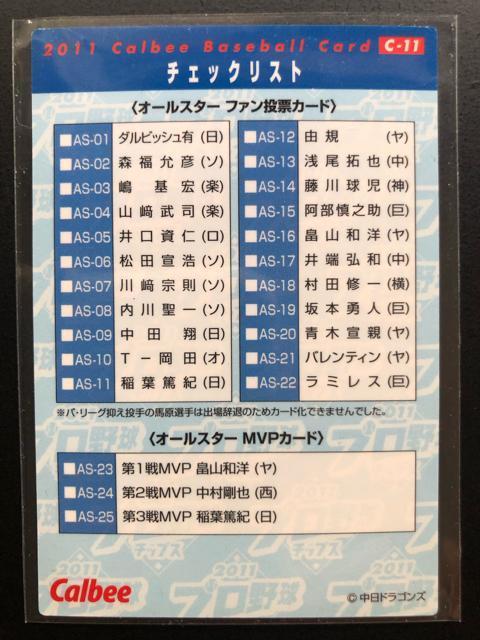 2011 Calbee Baseball Card C-11
チェックリスト
〈オールスター ファン投票カード〉
AS-01 ダルビッシュ有(日)
AS-02 森福允彦(ソ)
AS-03 嶋 基宏(楽)
AS-04 山﨑武司(楽)
AS-05 井口資仁(ロ)
AS-06 松田宣浩(ソ)
AS-07 川﨑宗則(ソ)
AS-08 内川聖一(ソ)
AS-09 中田 翔(日)
AS-10 T－岡田(オ)
AS-11 稲葉篤紀(日)
AS-12 由規 (ヤ)
AS-13 浅尾拓也(中)
AS-14 藤川球児(神)
AS-15 阿部慎之助(巨)
AS-16 畠山和洋(ヤ)
AS-17 井端弘和(中)
AS-18 村田修一(横)
AS-19 坂本勇人(巨)
AS-20 青木宣親(ヤ)
AS-21 バレンティン(ヤ)
AS-22 ラミレス(巨)
※パ・リーグ抑え投手の馬原選手は出場辞退のためカード化できませんでした。
〈オールスター MVPカード〉
AS-23 第1戦MVP 畠山和洋(ヤ)
AS-24 第2戦MVP 中村剛也(西)
AS-25 第3戦MVP 稲葉篤紀(日)
Calbee
©中日ドラゴンズ